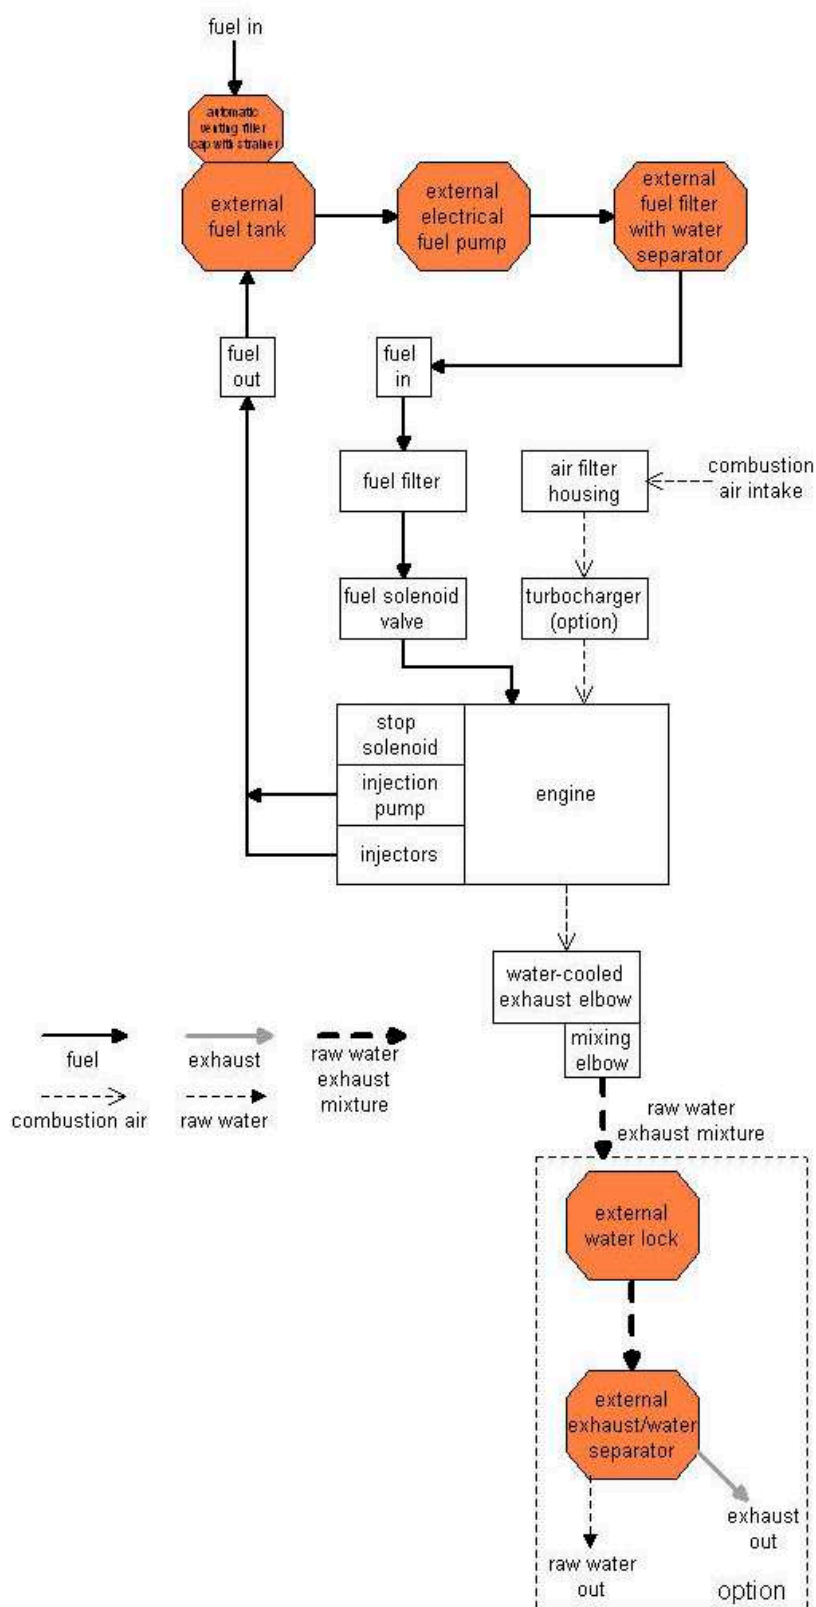 fuel in
automatic
venting filler
cap with strainer
external
fuel tank
external
electrical
fuel pump
external
fuel filter
with water
separator
fuel
out
fuel
in
fuel filter
air filter
housing
combustion
air intake
fuel solenoid
valve
turbocharger
(option)
stop
solenoid
injection
pump
injectors
engine
water-cooled
exhaust elbow
mixing
elbow
fuel
exhaust
raw water
exhaust
mixture
combustion air
raw water
raw water
exhaust mixture
external
water lock
external
exhaust/water
separator
exhaust
out
raw water
out
option